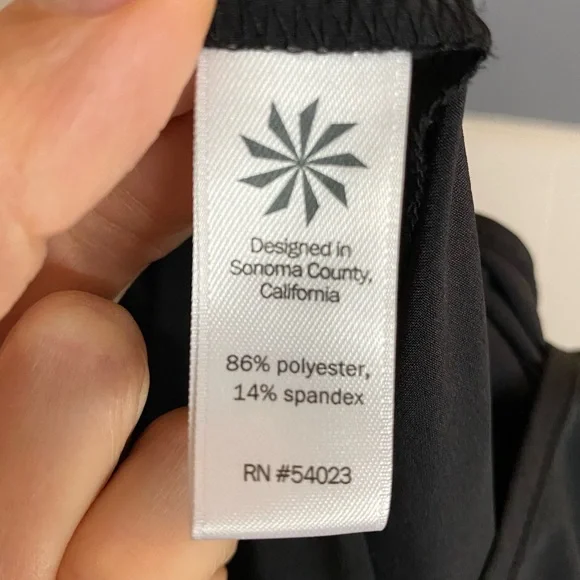 Designed in
Sonoma County,
California
86% polyester,
14% spandex
RN #54023